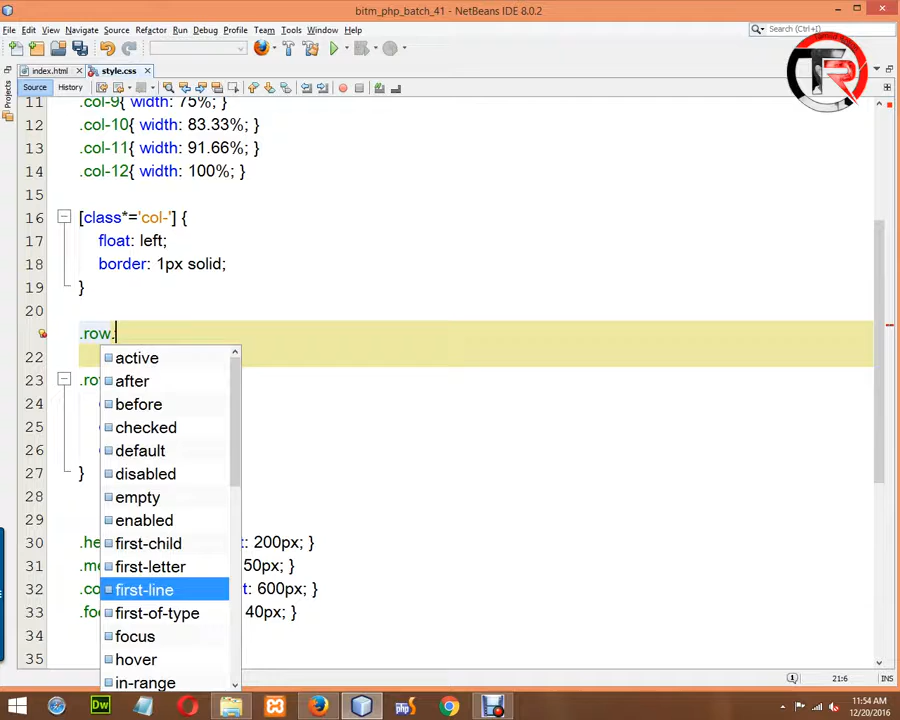 bitm_php_batch_41 - NetBeans IDE 8.0.2
File Edit View Navigate Source Refactor Run Debug Profile Team Tools Window Help
Search (Ctrl+I)
index.html style.css
Source History
Projects
TR
11 .col-9{ width: 75%; }
12 .col-10{ width: 83.33%; }
13 .col-11{ width: 91.66%; }
14 .col-12{ width: 100%; }
15
16 [class*='col-'] {
17 float: left;
18 border: 1px solid;
19 }
20
.row:
22
active
after
23 .ro
before
24
checked
25
default
26
disabled
27 }
empty
28
enabled
29
first-child
30 .he t: 200px; }
first-letter
31 .me 50px; }
first-line
32 .co t: 600px; }
first-of-type
33 .foo 40px; }
focus
34
hover
35
in-range
21:6 INS
Dw
php
11:54 AM
12/20/2016